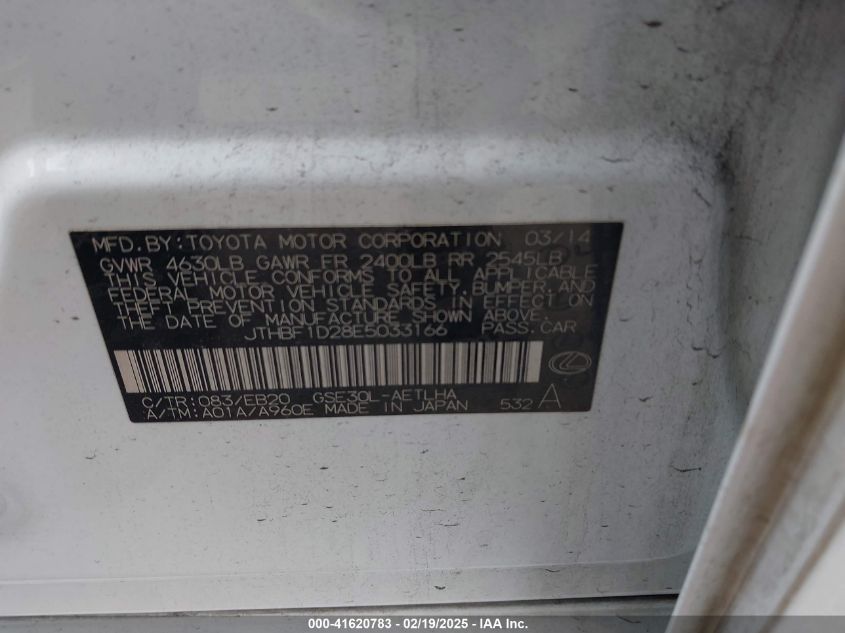 MFD. BY: TOYOTA MOTOR CORPORATION 03/14
GVWR 4630LB GAWR FR 2400LB RR 2545LB
THIS VEHICLE CONFORMS TO ALL APPLICABLE
FEDERAL MOTOR VEHICLE SAFETY, BUMPER, AND
THEFT PREVENTION STANDARDS IN EFFECT ON
THE DATE OF MANUFACTURE SHOWN ABOVE.
JTHBF1D28E5033166 PASS. CAR
C/TR: 083/EB20 GSE30L-AETLHA
A/TM: A01A/A960E MADE IN JAPAN 532 A
000-41620783 - 02/19/2025 - IAA Inc.